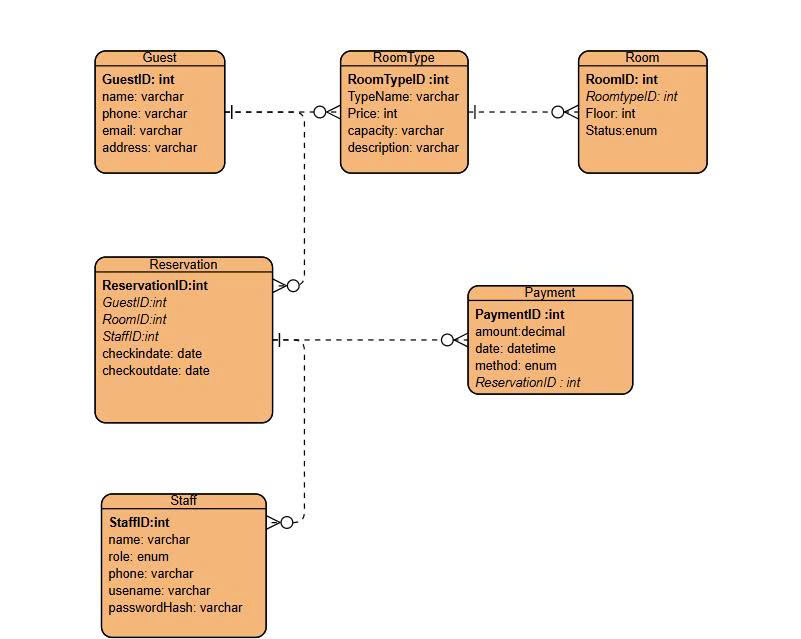 Guest
GuestID: int
name: varchar
phone: varchar
email: varchar
address: varchar
RoomType
RoomTypeID :int
TypeName: varchar
Price: int
capacity: varchar
description: varchar
Room
RoomID: int
RoomtypeID: int
Floor: int
Status:enum
Reservation
ReservationID:int
GuestID:int
RoomID:int
StaffID:int
checkindate: date
checkoutdate: date
Payment
PaymentID :int
amount:decimal
date: datetime
method: enum
ReservationID : int
Staff
StaffID:int
name: varchar
role: enum
phone: varchar
usename: varchar
passwordHash: varchar